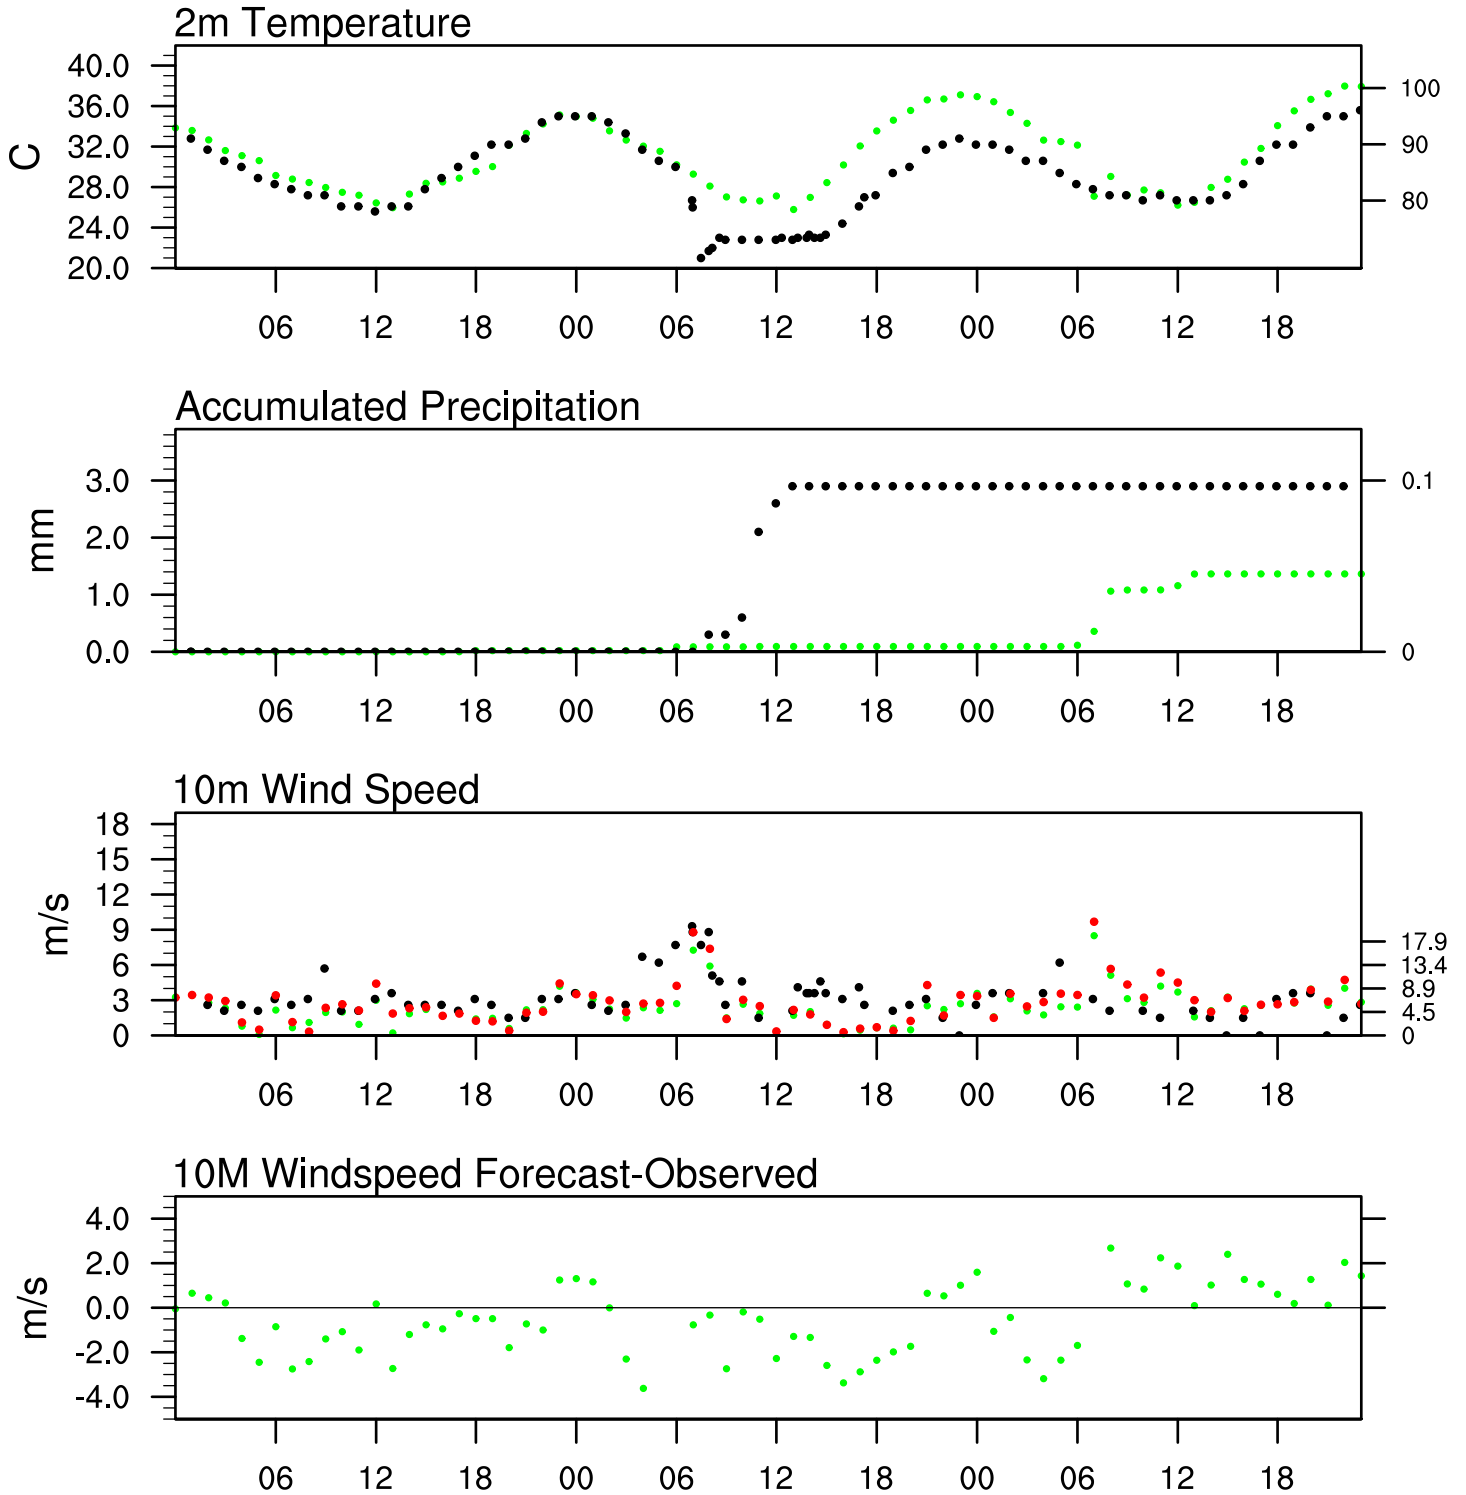 2m Temperature
40.0
36.0
32.0
28.0
24.0
20.0
C
100
90
80
06 12 18 00 06 12 18 00 06 12 18
Accumulated Precipitation
3.0
2.0
1.0
0.0
mm
0.1
0
06 12 18 00 06 12 18 00 06 12 18
10m Wind Speed
18
15
12
9
6
3
0
m/s
17.9
13.4
8.9
4.5
0
06 12 18 00 06 12 18 00 06 12 18
10M Windspeed Forecast-Observed
4.0
2.0
0.0
-2.0
-4.0
m/s
06 12 18 00 06 12 18 00 06 12 18